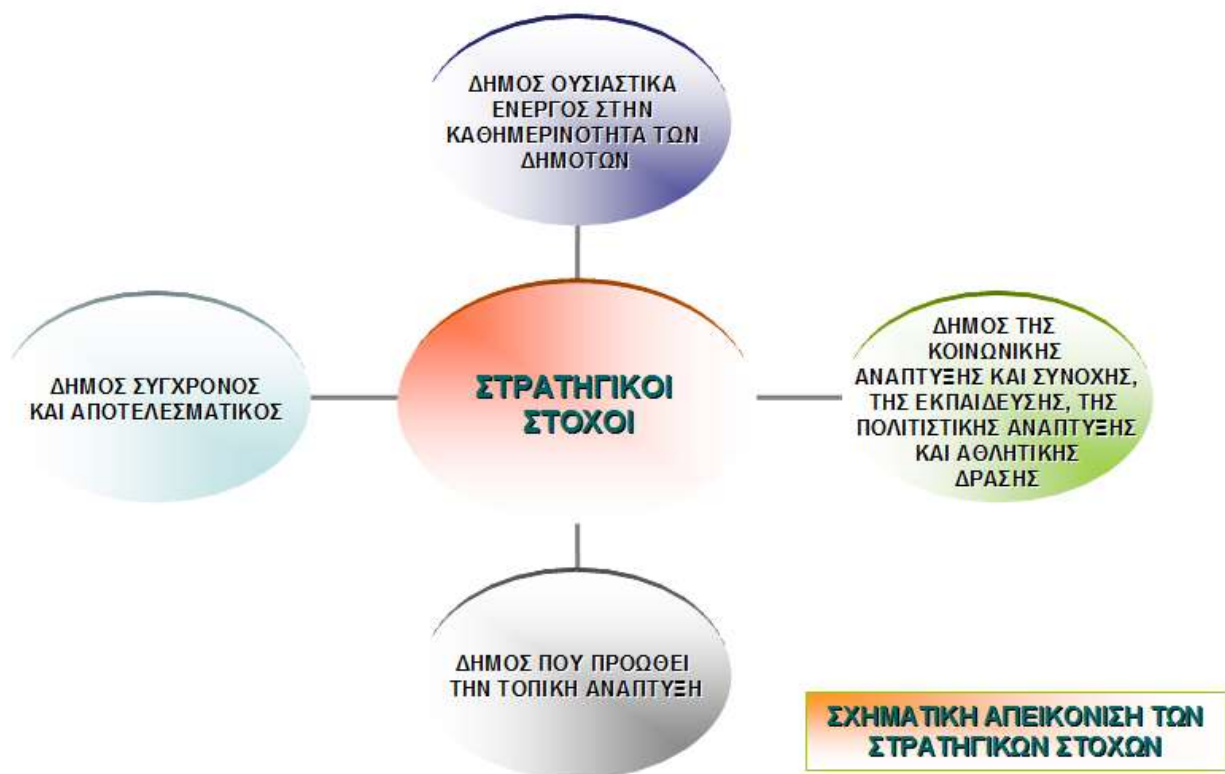 ΔΗΜΟΣ ΟΥΣΙΑΣΤΙΚΑ
ΕΝΕΡΓΟΣ ΣΤΗΝ
ΚΑΘΗΜΕΡΙΝΟΤΗΤΑ ΤΩΝ
ΔΗΜΟΤΩΝ
ΔΗΜΟΣ ΣΥΓΧΡΟΝΟΣ
ΚΑΙ ΑΠΟΤΕΛΕΣΜΑΤΙΚΟΣ
ΣΤΡΑΤΗΓΙΚΟΙ
ΣΤΟΧΟΙ
ΔΗΜΟΣ ΤΗΣ
ΚΟΙΝΩΝΙΚΗΣ
ΑΝΑΠΤΥΞΗΣ ΚΑΙ ΣΥΝΟΧΗΣ,
ΤΗΣ ΕΚΠΑΙΔΕΥΣΗΣ, ΤΗΣ
ΠΟΛΙΤΙΣΤΙΚΗΣ ΑΝΑΠΤΥΞΗΣ
ΚΑΙ ΑΘΛΗΤΙΚΗΣ
ΔΡΑΣΗΣ
ΔΗΜΟΣ ΠΟΥ ΠΡΟΩΘΕΙ
ΤΗΝ ΤΟΠΙΚΗ ΑΝΑΠΤΥΞΗ
ΣΧΗΜΑΤΙΚΗ ΑΠΕΙΚΟΝΙΣΗ ΤΩΝ
ΣΤΡΑΤΗΓΙΚΩΝ ΣΤΟΧΩΝ